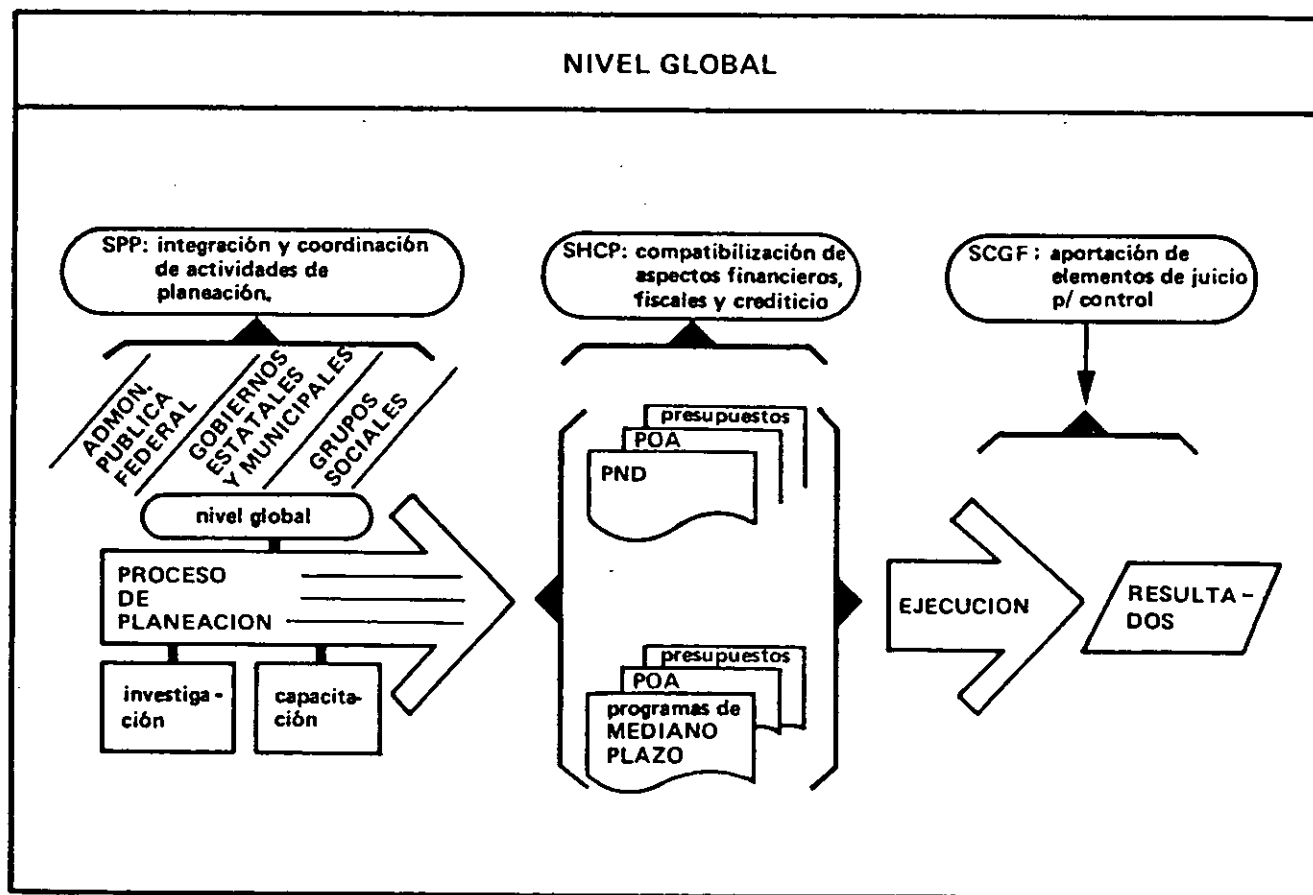 NIVEL GLOBAL
SPP: integración y coordinación
de actividades de
planeación.
SHCP: compatibilización de
aspectos financieros,
fiscales y crediticio
SCGF : aportación de
elementos de juicio
p/ control
ADMON.
PUBLICA
FEDERAL
GOBIERNOS
ESTATALES
Y MUNICIPALES
GRUPOS
SOCIALES
nivel global
PROCESO
DE
PLANEACION
investiga-
ción
capacita-
ción
presupuestos
POA
PND
presupuestos
POA
programas de
MEDIANO
PLAZO
EJECUCION
RESULTA-
DOS